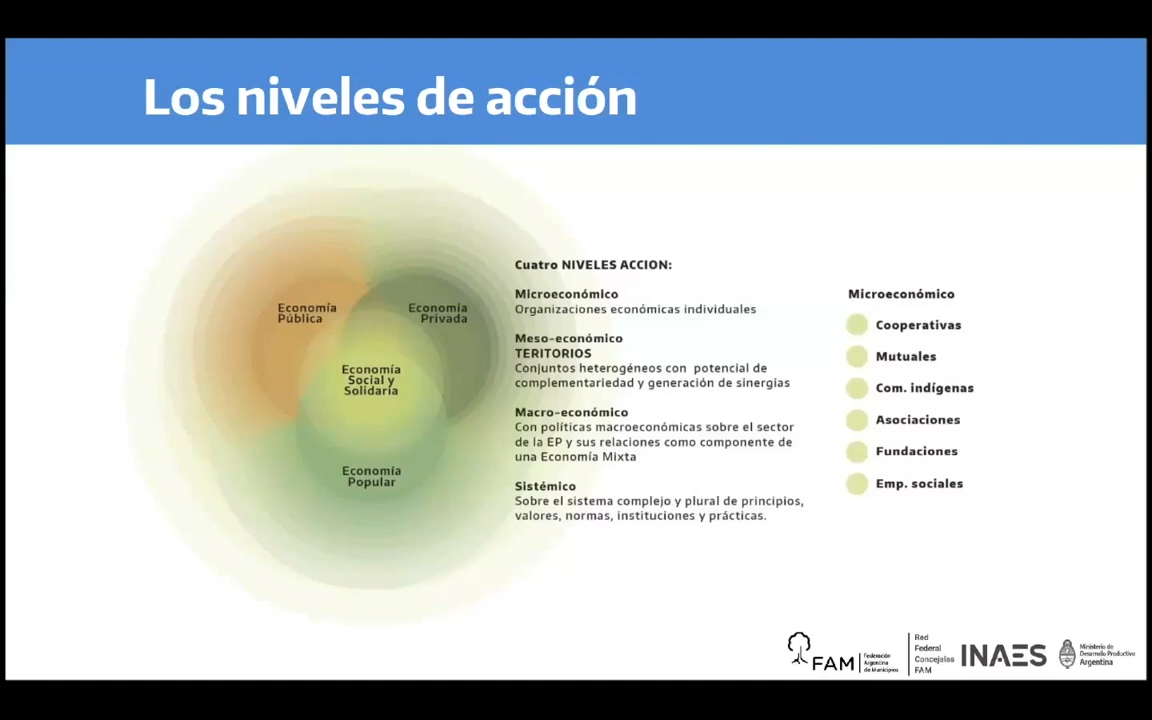 Los niveles de acción
Economía
Pública
Economía
Privada
Economía
Social y
Solidaria
Economía
Popular
Cuatro NIVELES ACCION:
Microeconómico
Organizaciones económicas individuales
Meso-económico
TERITORIOS
Conjuntos heterogéneos con potencial de
complementariedad y generación de sinergias
Macro-económico
Con políticas macroeconómicas sobre el sector
de la EP y sus relaciones como componente de
una Economía Mixta
Sistémico
Sobre el sistema complejo y plural de principios,
valores, normas, instituciones y prácticas.
Microeconómico
Cooperativas
Mutuales
Com. indígenas
Asociaciones
Fundaciones
Emp. sociales
FAM
Federación
Argentina
de Municipios
Red
Federal
Concejalas
FAM
INAES
Ministerio de
Desarrollo Productivo
Argentina